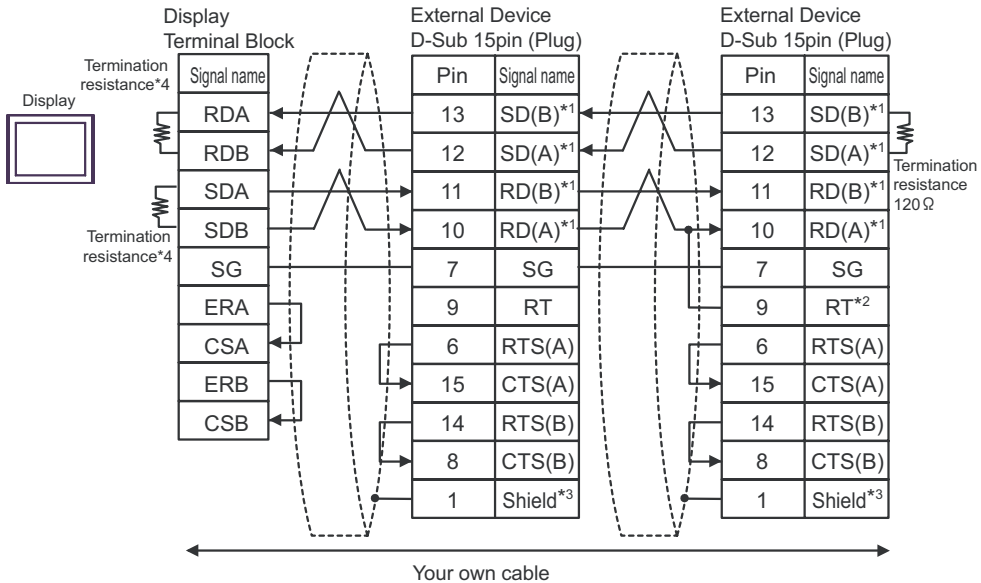 Display
Terminal Block
External Device
D-Sub 15pin (Plug)
External Device
D-Sub 15pin (Plug)
Termination
resistance*4
Display
Termination
resistance*4
Signal name
RDA
RDB
SDA
SDB
SG
ERA
CSA
ERB
CSB
Pin Signal name
13 SD(B)*1
12 SD(A)*1
11 RD(B)*1
10 RD(A)*1
7 SG
9 RT
6 RTS(A)
15 CTS(A)
14 RTS(B)
8 CTS(B)
1 Shield*3
Pin Signal name
13 SD(B)*1
12 SD(A)*1
11 RD(B)*1
10 RD(A)*1
7 SG
9 RT*2
6 RTS(A)
15 CTS(A)
14 RTS(B)
8 CTS(B)
1 Shield*3
Termination
resistance
120Ω
Your own cable